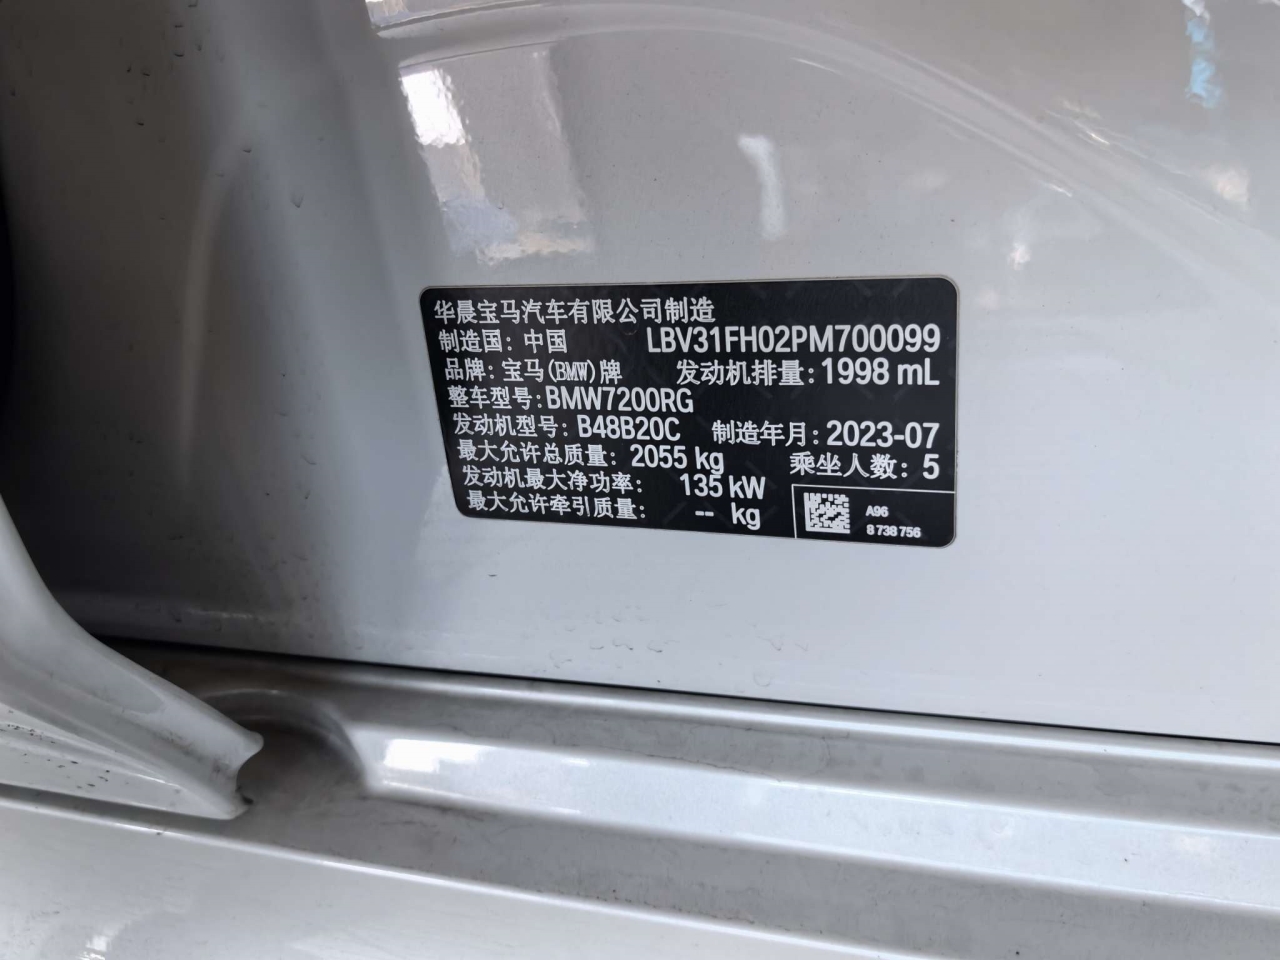 华晨宝马汽车有限公司制造
制造国：中国 LBV31FH02PM700099
品牌：宝马(BMW)牌 发动机排量：1998 mL
整车型号：BMW7200RG
发动机型号：B48B20C 制造年月：2023-07
最大允许总质量：2055 kg 乘坐人数：5
发动机最大净功率：135 kW
最大允许牵引质量：-- kg
A96
8 738 756